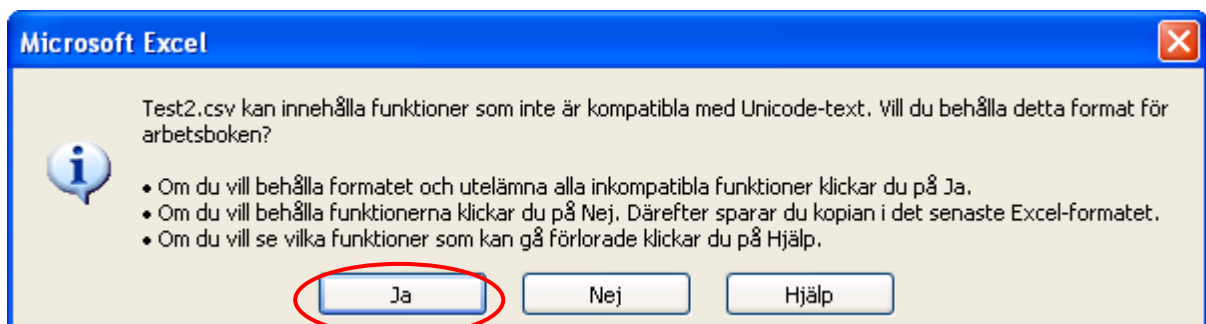 Microsoft Excel
Test2.csv kan innehålla funktioner som inte är kompatibla med Unicode-text. Vill du behålla detta format för
arbetsboken?
• Om du vill behålla formatet och utelämna alla inkompatibla funktioner klickar du på Ja.
• Om du vill behålla funktionerna klickar du på Nej. Därefter sparar du kopian i det senaste Excel-formatet.
• Om du vill se vilka funktioner som kan gå förlorade klickar du på Hjälp.
Ja Nej Hjälp